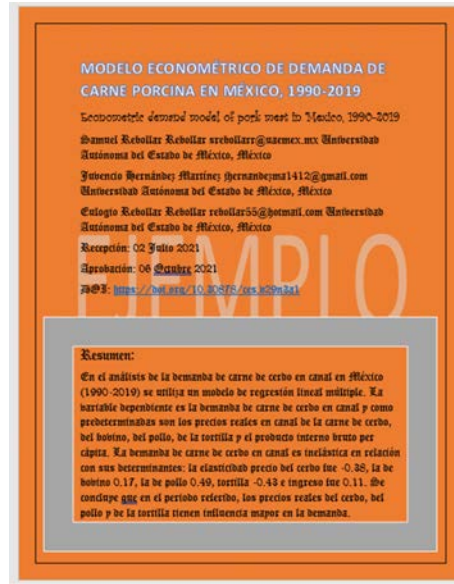 MODELO ECONOMÉTRICO DE DEMANDA DE
CARNE PORCINA EN MÉXICO, 1990-2019
Econometric demand model of pork meat in Mexico, 1990-2019
Samuel Rebollar Rebollar srebollarr@uaemex.mx Universidad
Autónoma del Estado de México, México
Juvencio Hernández Martínez jhernandezma1412@gmail.com
Universidad Autónoma del Estado de México, México
Eulogio Rebollar Rebollar rebollar55@hotmail.com Universidad
Autónoma del Estado de México, México
Recepción: 02 Julio 2021
Aprobación: 06 Octubre 2021
DOI: https://doi.org/10.20878/ces.v29n3a1
EJEMPLO
Resumen:
En el análisis de la demanda de carne de cerdo en canal en México
(1990-2019) se utiliza un modelo de regresión lineal múltiple. La
variable dependiente es la demanda de carne de cerdo en canal y como
predeterminadas son los precios reales en canal de la carne de cerdo,
del bovino, del pollo, de la tortilla y el producto interno bruto per
cápita. La demanda de carne de cerdo en canal es inelástica en relación
con sus determinantes: la elasticidad precio del cerdo fue -0.38, la de
bovino 0.17, la de pollo 0.49, tortilla -0.43 e ingreso fue 0.11. Se
concluye que en el periodo referido, los precios reales del cerdo, del
pollo y de la tortilla tienen influencia mayor en la demanda.